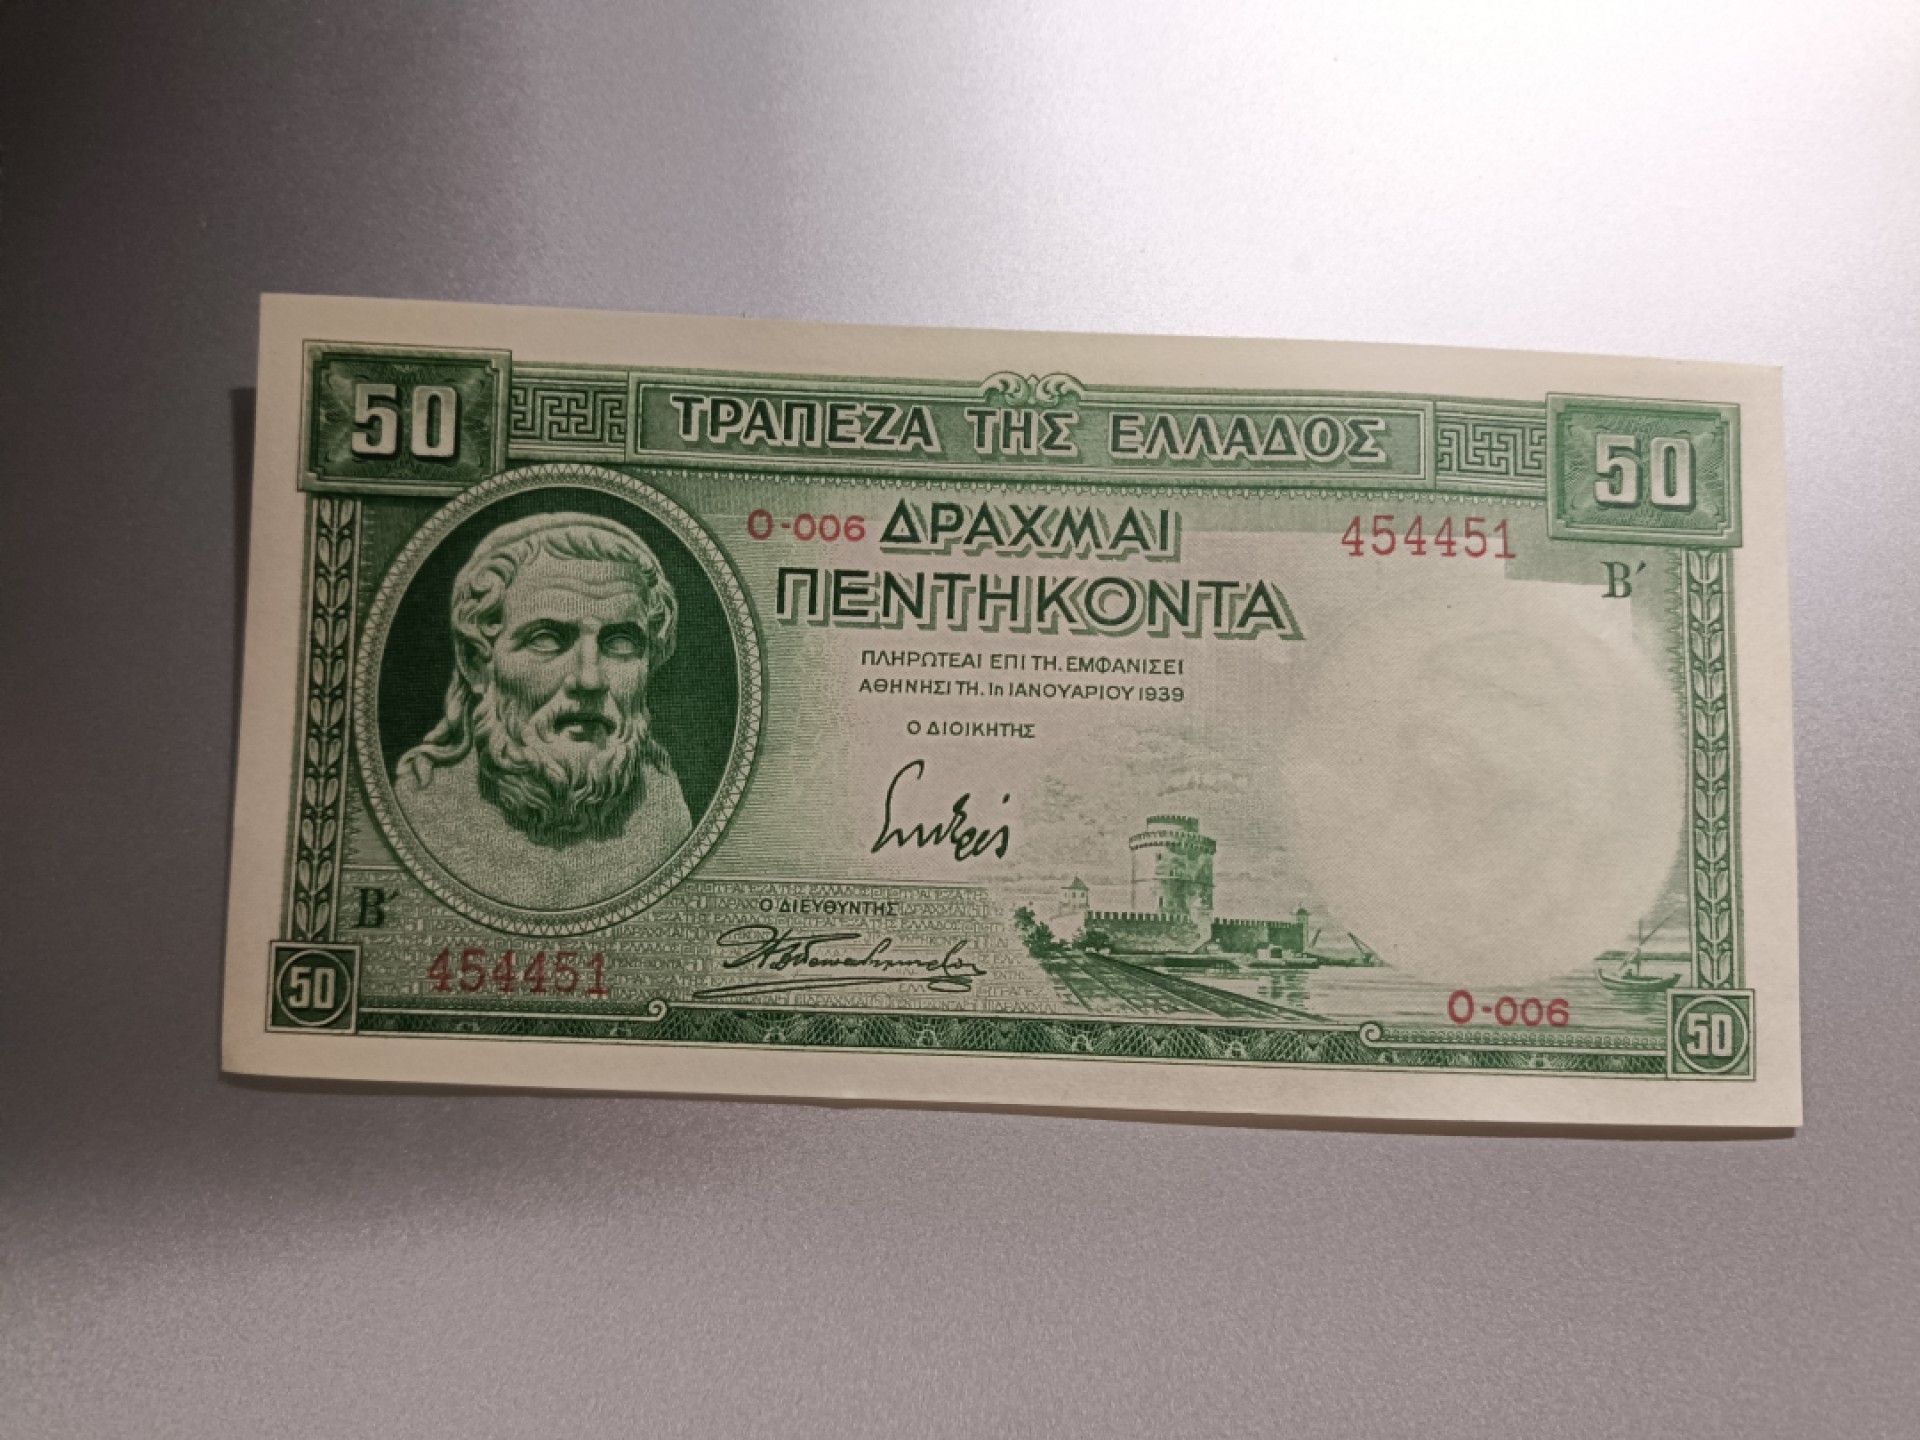 50 ΤΡΑΠΕΖΑ ΤΗΣ ΕΛΛΑΔΟΣ 50
Ο-006 ΔΡΑΧΜΑΙ 454451
ΠΕΝΤΗΚΟΝΤΑ Β΄
ΠΛΗΡΩΤΕΑΙ ΕΠΙ ΤΗ. ΕΜΦΑΝΙΣΕΙ
ΑΘΗΝΗΣΙ ΤΗ. 1η ΙΑΝΟΥΑΡΙΟΥ 1939
Ο ΔΙΟΙΚΗΤΗΣ
Β΄ Ο ΔΙΕΥΘΥΝΤΗΣ
454451 Ο-006
50 50